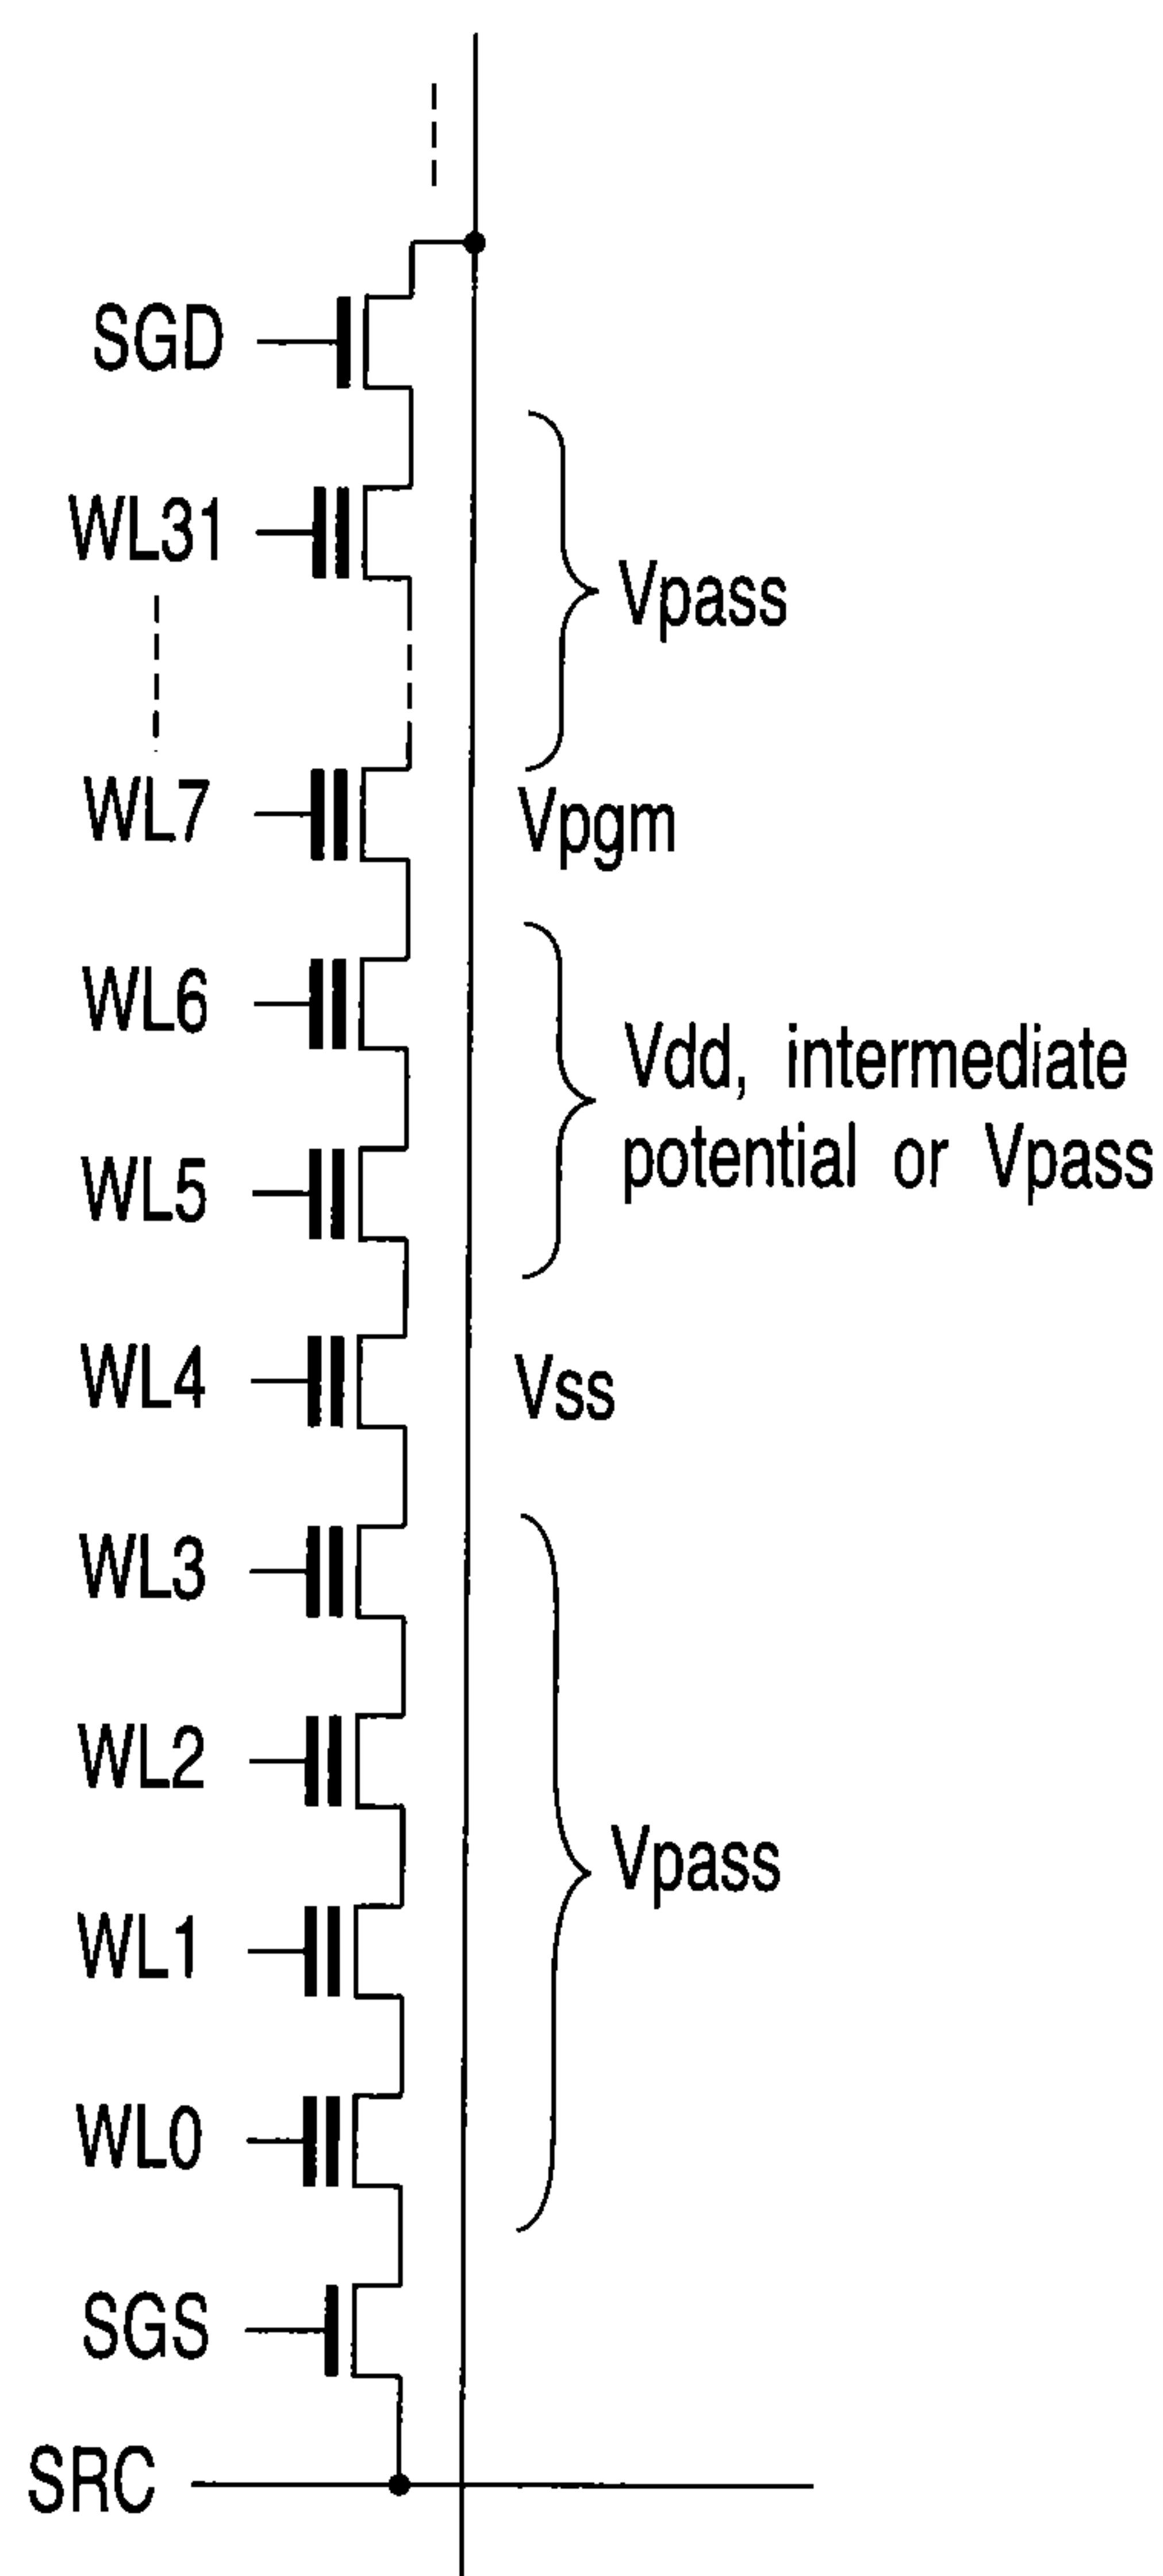 SGD
WL31
Vpass
WL7
Vpgm
WL6
Vdd, intermediate
potential or Vpass
WL5
WL4
Vss
WL3
WL2
Vpass
WL1
WL0
SGS
SRC